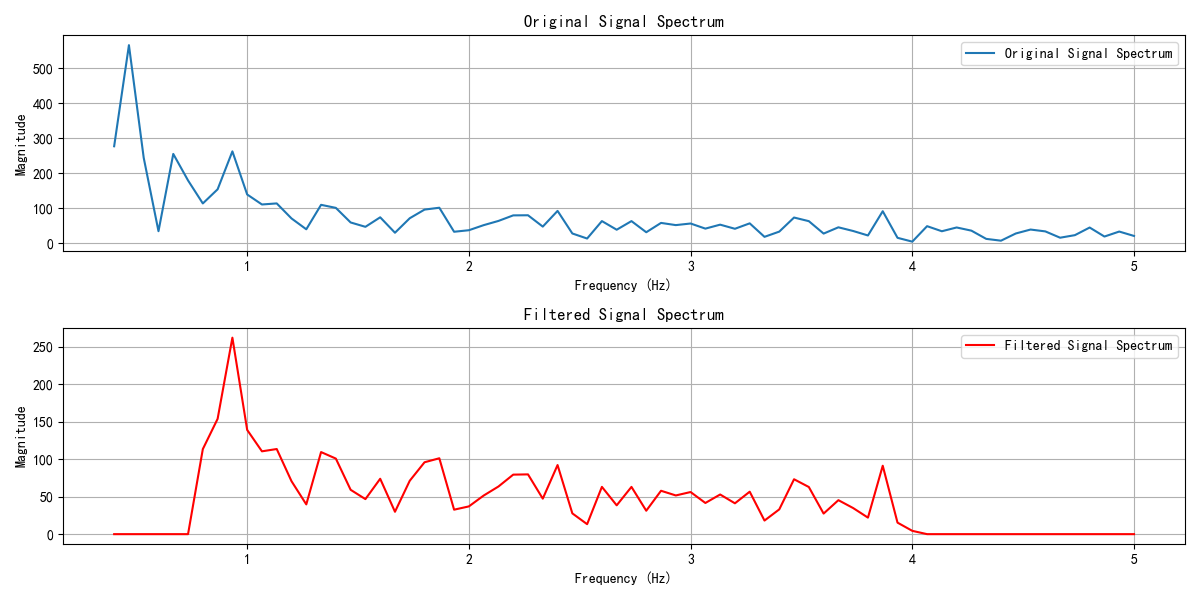 Original Signal Spectrum
Original Signal Spectrum
500
400
300
200
100
0
Magnitude
1 2 3 4 5
Frequency (Hz)
Filtered Signal Spectrum
Filtered Signal Spectrum
250
200
150
100
50
0
Magnitude
1 2 3 4 5
Frequency (Hz)